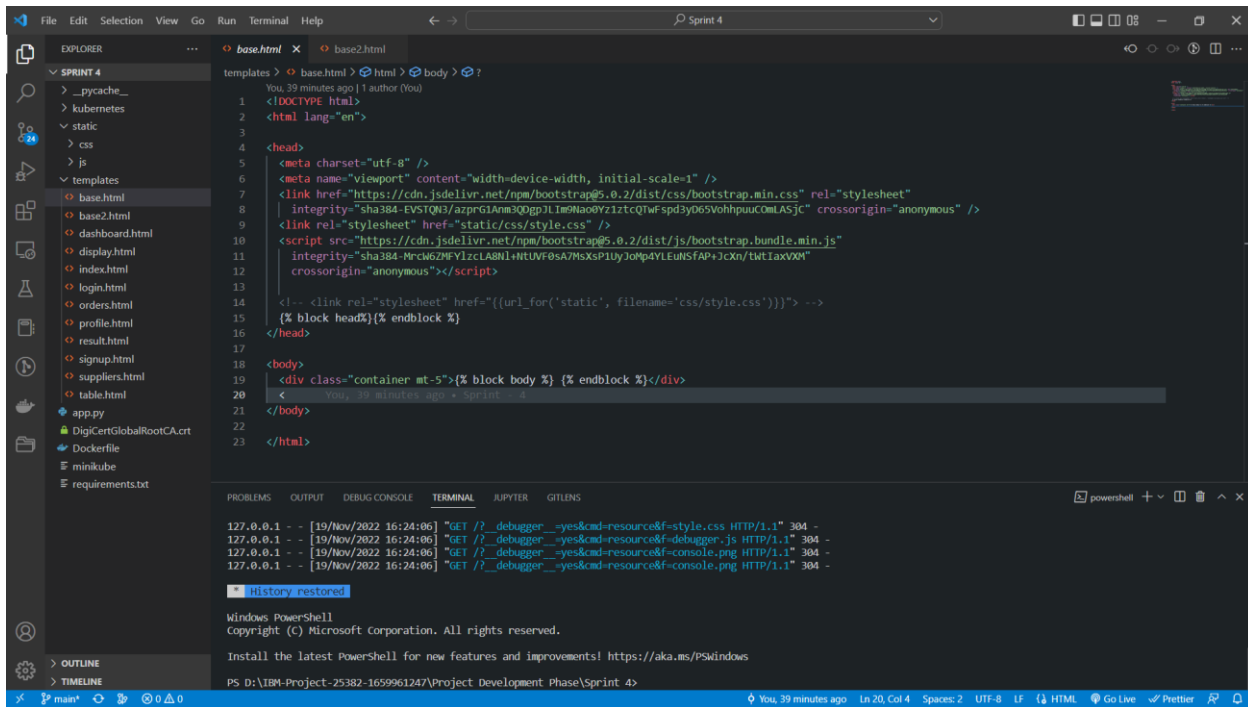 File Edit Selection View Go Run Terminal Help
Sprint 4
EXPLORER
base.html
base2.html
SPRINT 4
__pycache__
kubernetes
static
css
js
templates
base.html
base2.html
dashboard.html
display.html
index.html
login.html
orders.html
profile.html
result.html
signup.html
suppliers.html
table.html
app.py
DigiCertGlobalRootCA.crt
Dockerfile
minikube
requirements.txt
OUTLINE
TIMELINE
24
templates > base.html > html > body > ?
You, 39 minutes ago | 1 author (You)
1 <!DOCTYPE html>
2 <html lang="en">
3
4 <head>
5 <meta charset="utf-8" />
6 <meta name="viewport" content="width=device-width, initial-scale=1" />
7 <link href="https://cdn.jsdelivr.net/npm/bootstrap@5.0.2/dist/css/bootstrap.min.css" rel="stylesheet"
8 integrity="sha384-EVSTQN3/azprG1Anm3QDgpJLIm9Nao0Yz1ztcQTwFspd3yD65VohhpuuCOmLASjC" crossorigin="anonymous" />
9 <link rel="stylesheet" href="static/css/style.css" />
10 <script src="https://cdn.jsdelivr.net/npm/bootstrap@5.0.2/dist/js/bootstrap.bundle.min.js"
11 integrity="sha384-MrcW6ZMFYlzcLA8Nl+NtUVF0sA7MsXsP1UyJoMp4YLEuNSfAP+JcXn/tWtIaxVXM"
12 crossorigin="anonymous"></script>
13
14 <!-- <link rel="stylesheet" href="{{url_for('static', filename='css/style.css')}}"> -->
15 {% block head%}{% endblock %}
16 </head>
17
18 <body>
19 <div class="container mt-5">{% block body %} {% endblock %}</div>
20 < You, 39 minutes ago • Sprint - 4
21 </body>
22
23 </html>
PROBLEMS OUTPUT DEBUG CONSOLE TERMINAL JUPYTER GITLENS
powershell
127.0.0.1 - - [19/Nov/2022 16:24:06] "GET /?__debugger__=yes&cmd=resource&f=style.css HTTP/1.1" 304 -
127.0.0.1 - - [19/Nov/2022 16:24:06] "GET /?__debugger__=yes&cmd=resource&f=debugger.js HTTP/1.1" 304 -
127.0.0.1 - - [19/Nov/2022 16:24:06] "GET /?__debugger__=yes&cmd=resource&f=console.png HTTP/1.1" 304 -
127.0.0.1 - - [19/Nov/2022 16:24:06] "GET /?__debugger__=yes&cmd=resource&f=console.png HTTP/1.1" 304 -
* History restored
Windows PowerShell
Copyright (C) Microsoft Corporation. All rights reserved.
Install the latest PowerShell for new features and improvements! https://aka.ms/PSWindows
PS D:\IBM-Project-25382-1659961247\Project Development Phase\Sprint 4>
main* 0 0 You, 39 minutes ago Ln 20, Col 4 Spaces: 2 UTF-8 LF HTML Go Live Prettier